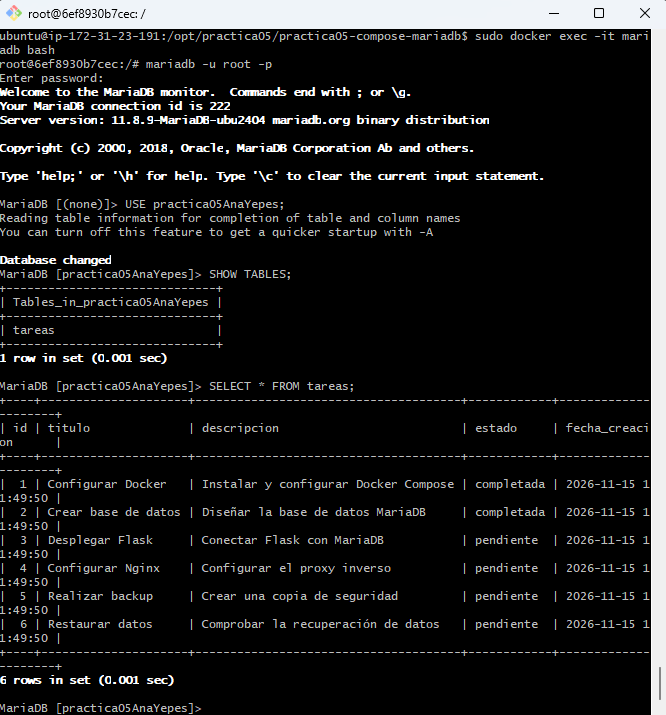 root@6ef8930b7cec: /
ubuntu@ip-172-31-23-191:/opt/practica05/practica05-compose-mariadb$ sudo docker exec -it mari
adb bash
root@6ef8930b7cec:/# mariadb -u root -p
Enter password:
Welcome to the MariaDB monitor.  Commands end with ; or \g.
Your MariaDB connection id is 222
Server version: 11.8.9-MariaDB-ubu2404 mariadb.org binary distribution
Copyright (c) 2000, 2018, Oracle, MariaDB Corporation Ab and others.
Type 'help;' or '\h' for help. Type '\c' to clear the current input statement.
MariaDB [(none)]> USE practica05AnaYepes;
Reading table information for completion of table and column names
You can turn off this feature to get a quicker startup with -A
Database changed
MariaDB [practica05AnaYepes]> SHOW TABLES;
+------------------------------+
| Tables_in_practica05AnaYepes |
+------------------------------+
| tareas                       |
+------------------------------+
1 row in set (0.001 sec)
MariaDB [practica05AnaYepes]> SELECT * FROM tareas;
+----+---------------------+--------------------------------------+------------+-------------
--------+
| id | titulo              | descripcion                          | estado     | fecha_creaci
on      |
+----+---------------------+--------------------------------------+------------+-------------
--------+
|  1 | Configurar Docker   | Instalar y configurar Docker Compose | completada | 2026-11-15 1
1:49:50 |
|  2 | Crear base de datos | Diseñar la base de datos MariaDB     | completada | 2026-11-15 1
1:49:50 |
|  3 | Desplegar Flask     | Conectar Flask con MariaDB           | pendiente  | 2026-11-15 1
1:49:50 |
|  4 | Configurar Nginx    | Configurar el proxy inverso          | pendiente  | 2026-11-15 1
1:49:50 |
|  5 | Realizar backup     | Crear una copia de seguridad         | pendiente  | 2026-11-15 1
1:49:50 |
|  6 | Restaurar datos     | Comprobar la recuperación de datos   | pendiente  | 2026-11-15 1
1:49:50 |
+----+---------------------+--------------------------------------+------------+-------------
--------+
6 rows in set (0.001 sec)
MariaDB [practica05AnaYepes]>